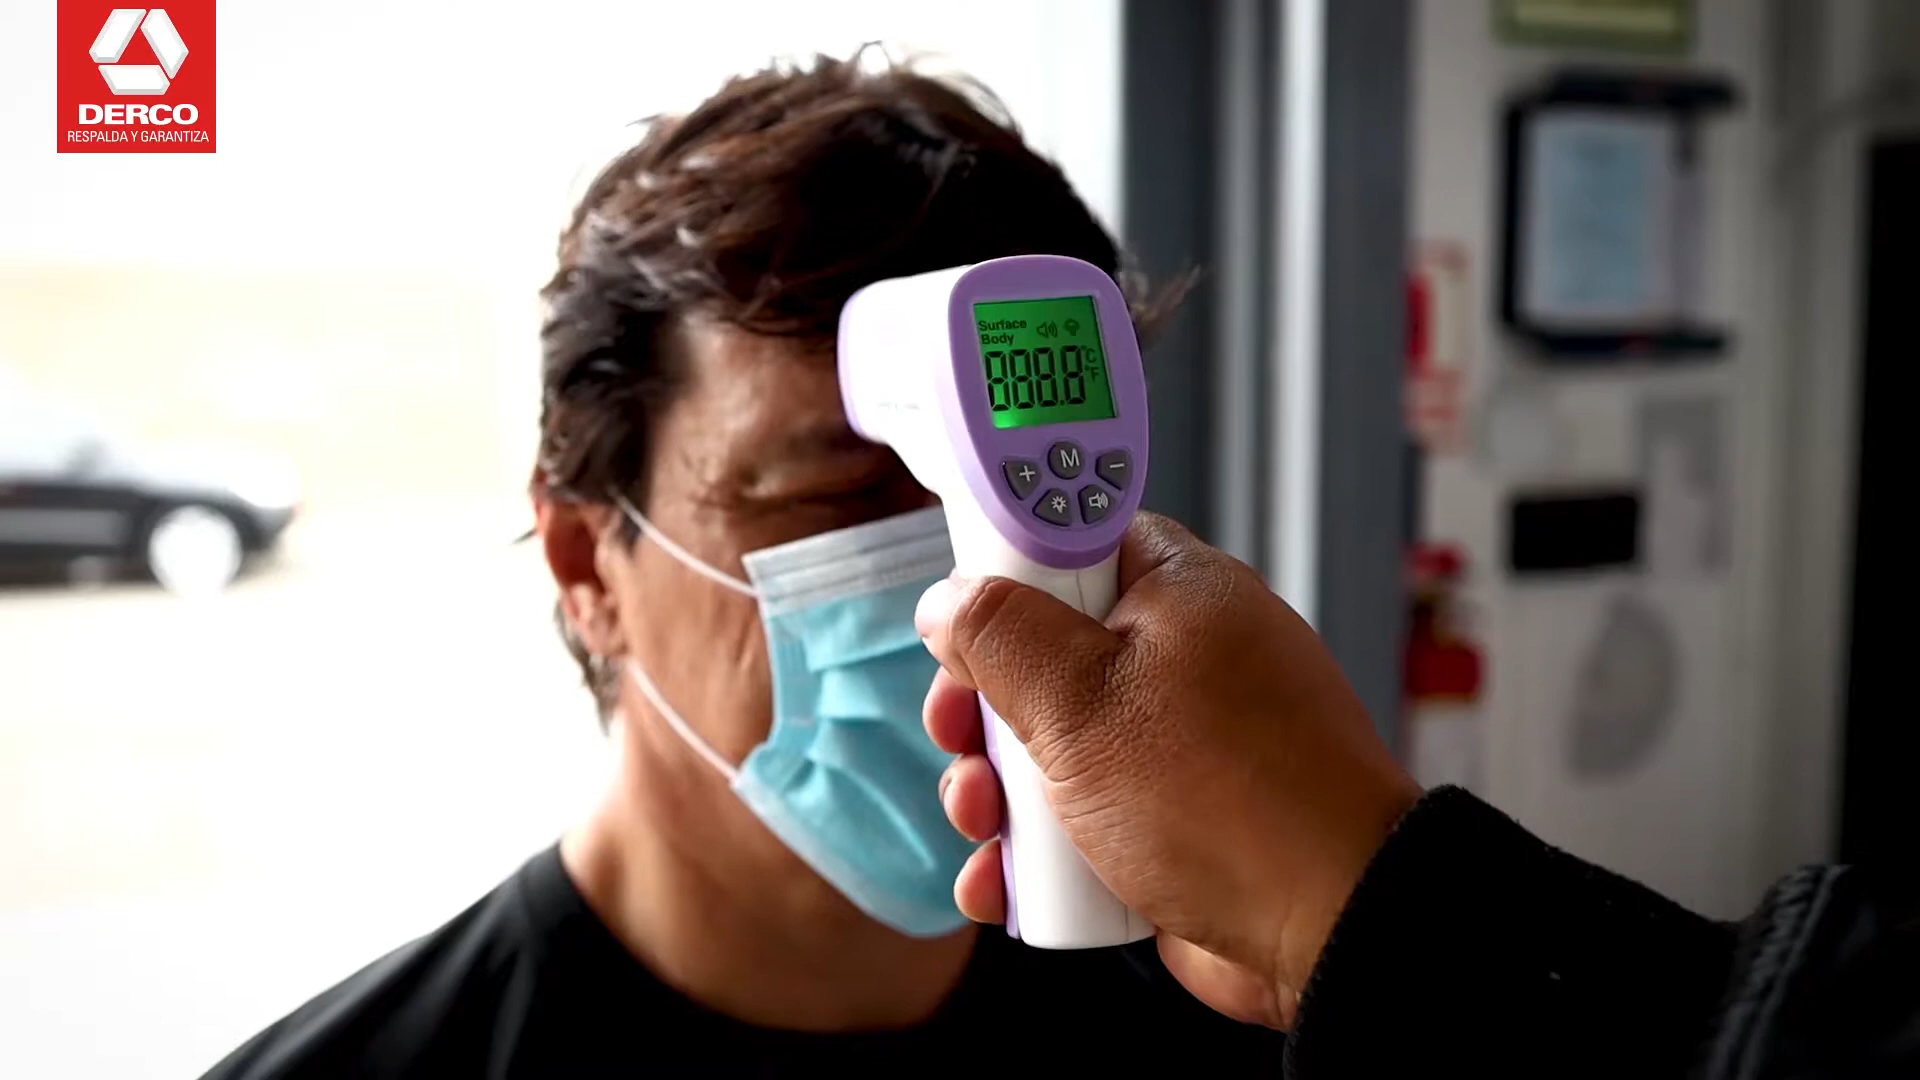 DERCO
RESPALDA Y GARANTIZA
Surface
Body
888.8 °C
°F
M